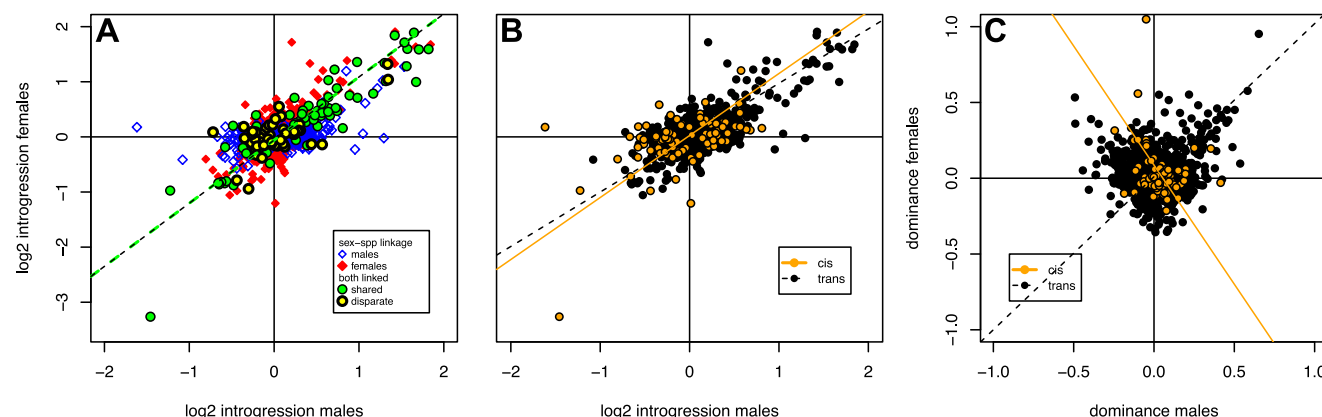 A
log2 introgression females
2
1
0
−1
−2
−3
−2
−1
0
1
2
log2 introgression males
sex-spp linkage
males
females
both linked
shared
disparate
B
−2
−1
0
1
2
log2 introgression males
cis
trans
C
dominance females
1.0
0.5
0.0
−0.5
−1.0
−1.0
−0.5
0.0
0.5
1.0
dominance males
cis
trans